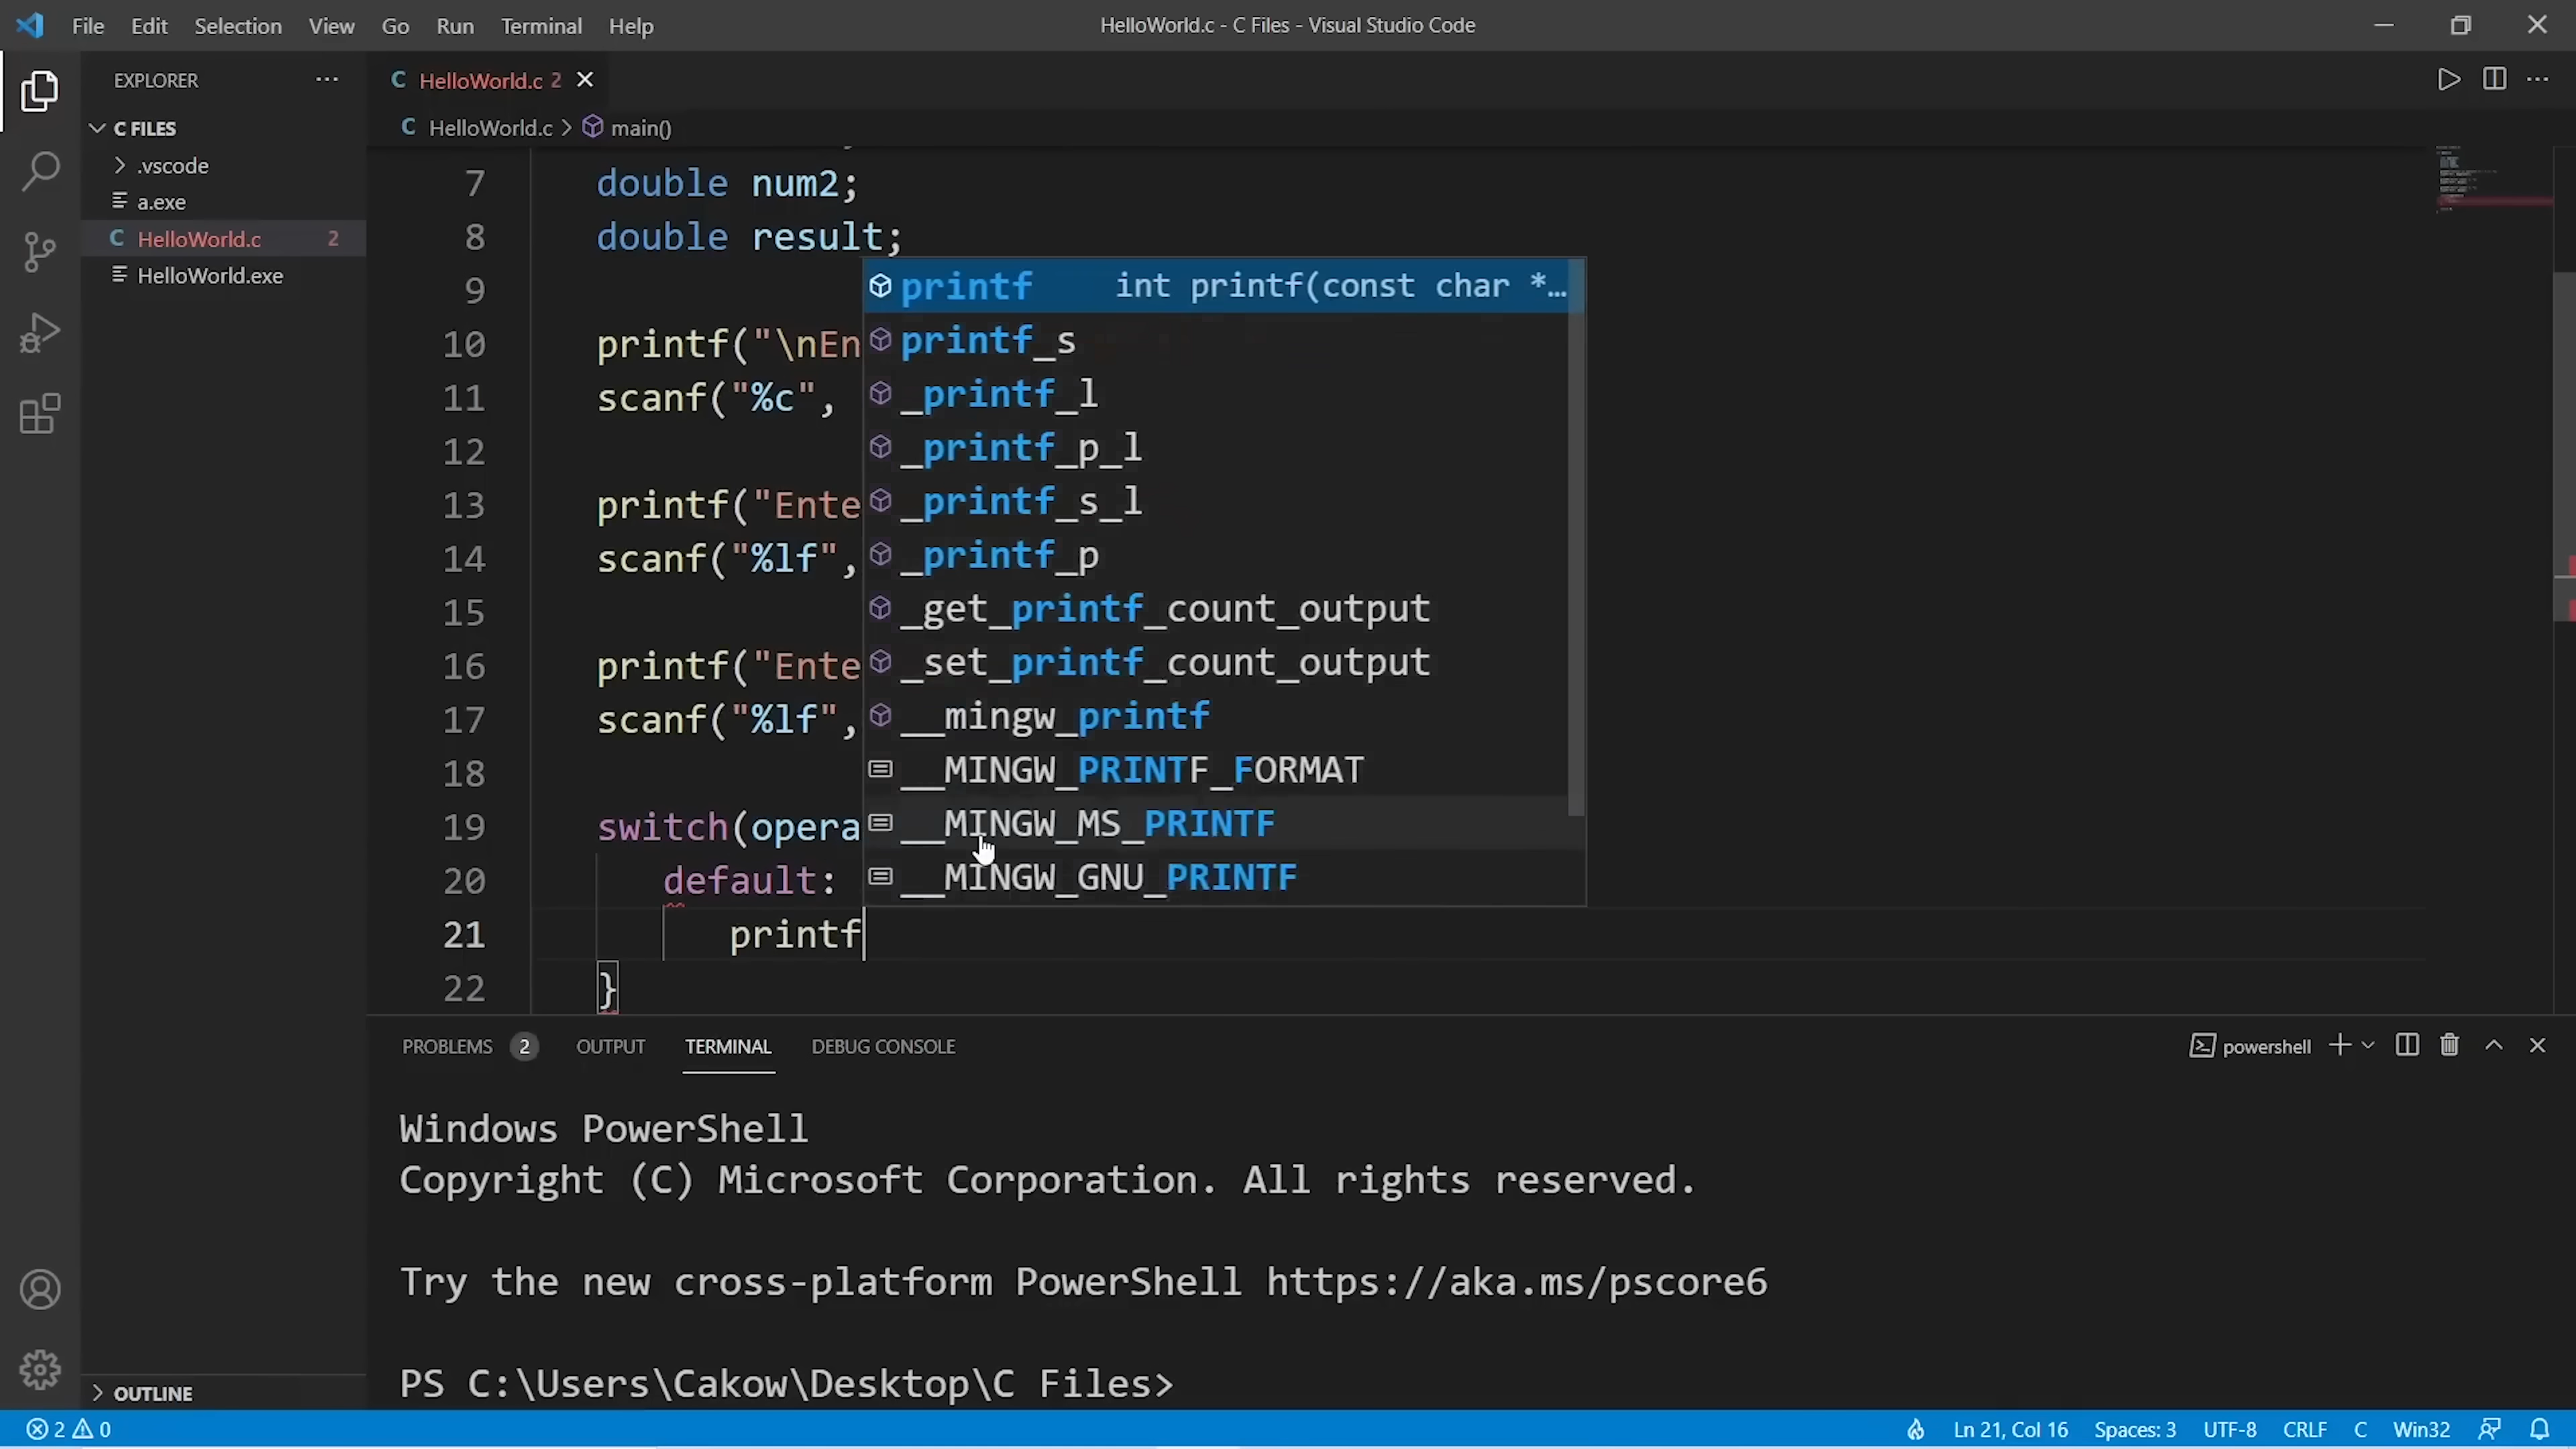 File Edit Selection View Go Run Terminal Help
HelloWorld.c - C Files - Visual Studio Code
EXPLORER ···
C FILES
.vscode
a.exe
C HelloWorld.c 2
HelloWorld.exe
OUTLINE
C HelloWorld.c 2
C HelloWorld.c > main()
7 double num2;
8 double result;
9
10 printf("\nEn
11 scanf("%c",
12
13 printf("Ente
14 scanf("%lf",
15
16 printf("Ente
17 scanf("%lf",
18
19 switch(opera
20 default:
21 printf
22 }
printf int printf(const char *…
printf_s
_printf_l
_printf_p_l
_printf_s_l
_printf_p
_get_printf_count_output
_set_printf_count_output
__mingw_printf
__MINGW_PRINTF_FORMAT
__MINGW_MS_PRINTF
__MINGW_GNU_PRINTF
PROBLEMS 2 OUTPUT TERMINAL DEBUG CONSOLE
powershell
Windows PowerShell
Copyright (C) Microsoft Corporation. All rights reserved.
Try the new cross-platform PowerShell https://aka.ms/pscore6
PS C:\Users\Cakow\Desktop\C Files>
2 0
Ln 21, Col 16 Spaces: 3 UTF-8 CRLF C Win32